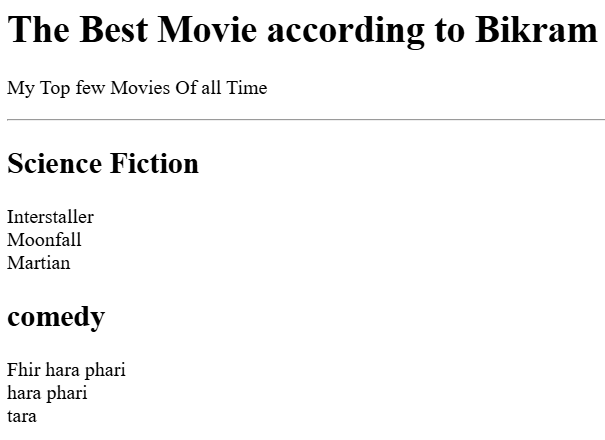 The Best Movie according to Bikram
My Top few Movies Of all Time
Science Fiction
Interstaller
Moonfall
Martian
comedy
Fhir hara phari
hara phari
tara